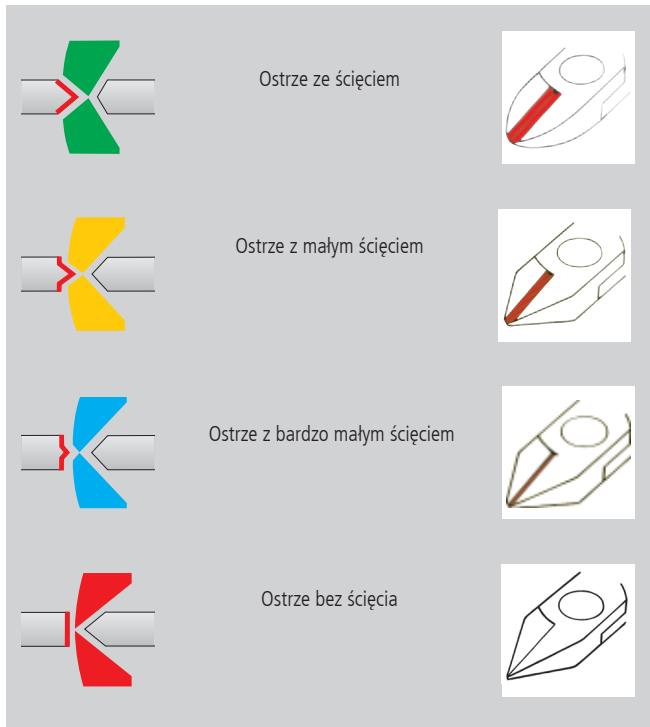 Ostrze ze ścięciem
Ostrze z małym ścięciem
Ostrze z bardzo małym ścięciem
Ostrze bez ścięcia